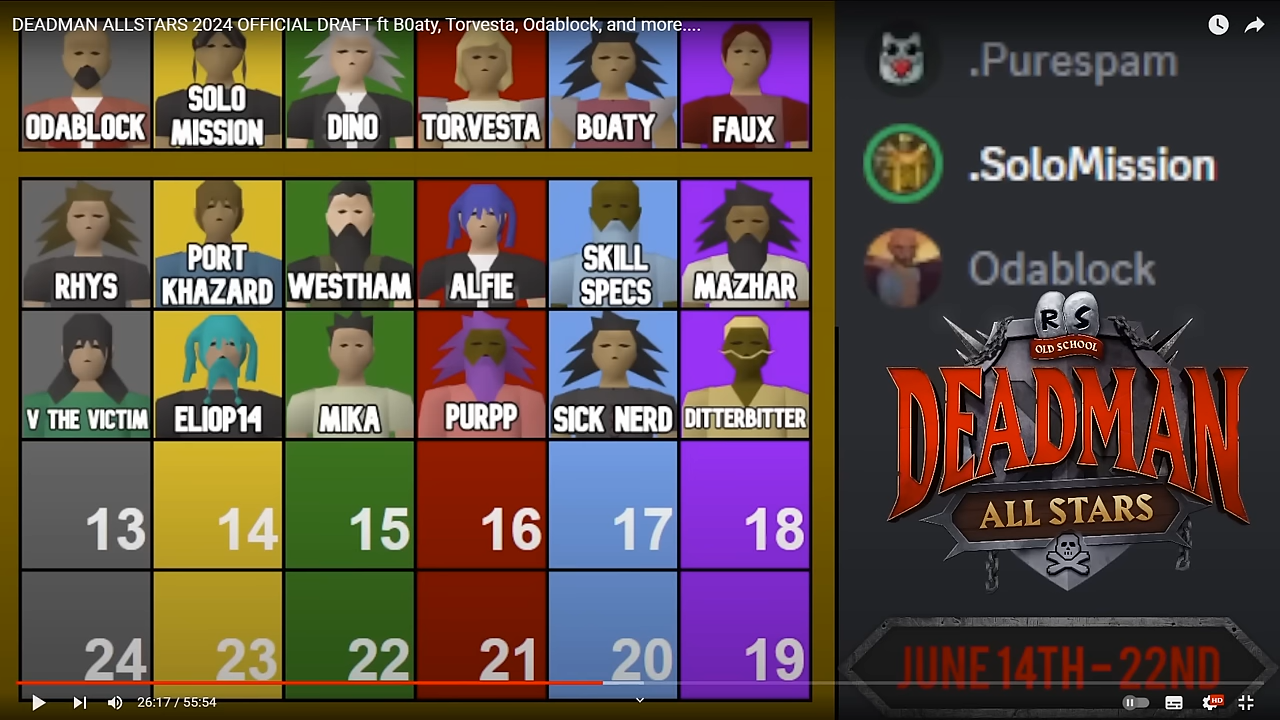 DEADMAN ALLSTARS 2024 OFFICIAL DRAFT ft B0aty, Torvesta, Odablock, and more....
ODABLOCK
SOLO
MISSION
DINO
TORVESTA
BOATY
FAUX
RHYS
PORT
KHAZARD
WESTHAM
ALFIE
SKILL
SPECS
MAZHAR
V THE VICTIM
ELIOP14
MIKA
PURPP
SICK NERD
DITTERBITTER
13
14
15
16
17
18
24
23
22
21
20
19
.Purespam
.SoloMission
Odablock
RS
OLD SCHOOL
DEADMAN
ALL STARS
JUNE 14TH - 22ND
26:17 / 55:54
HD